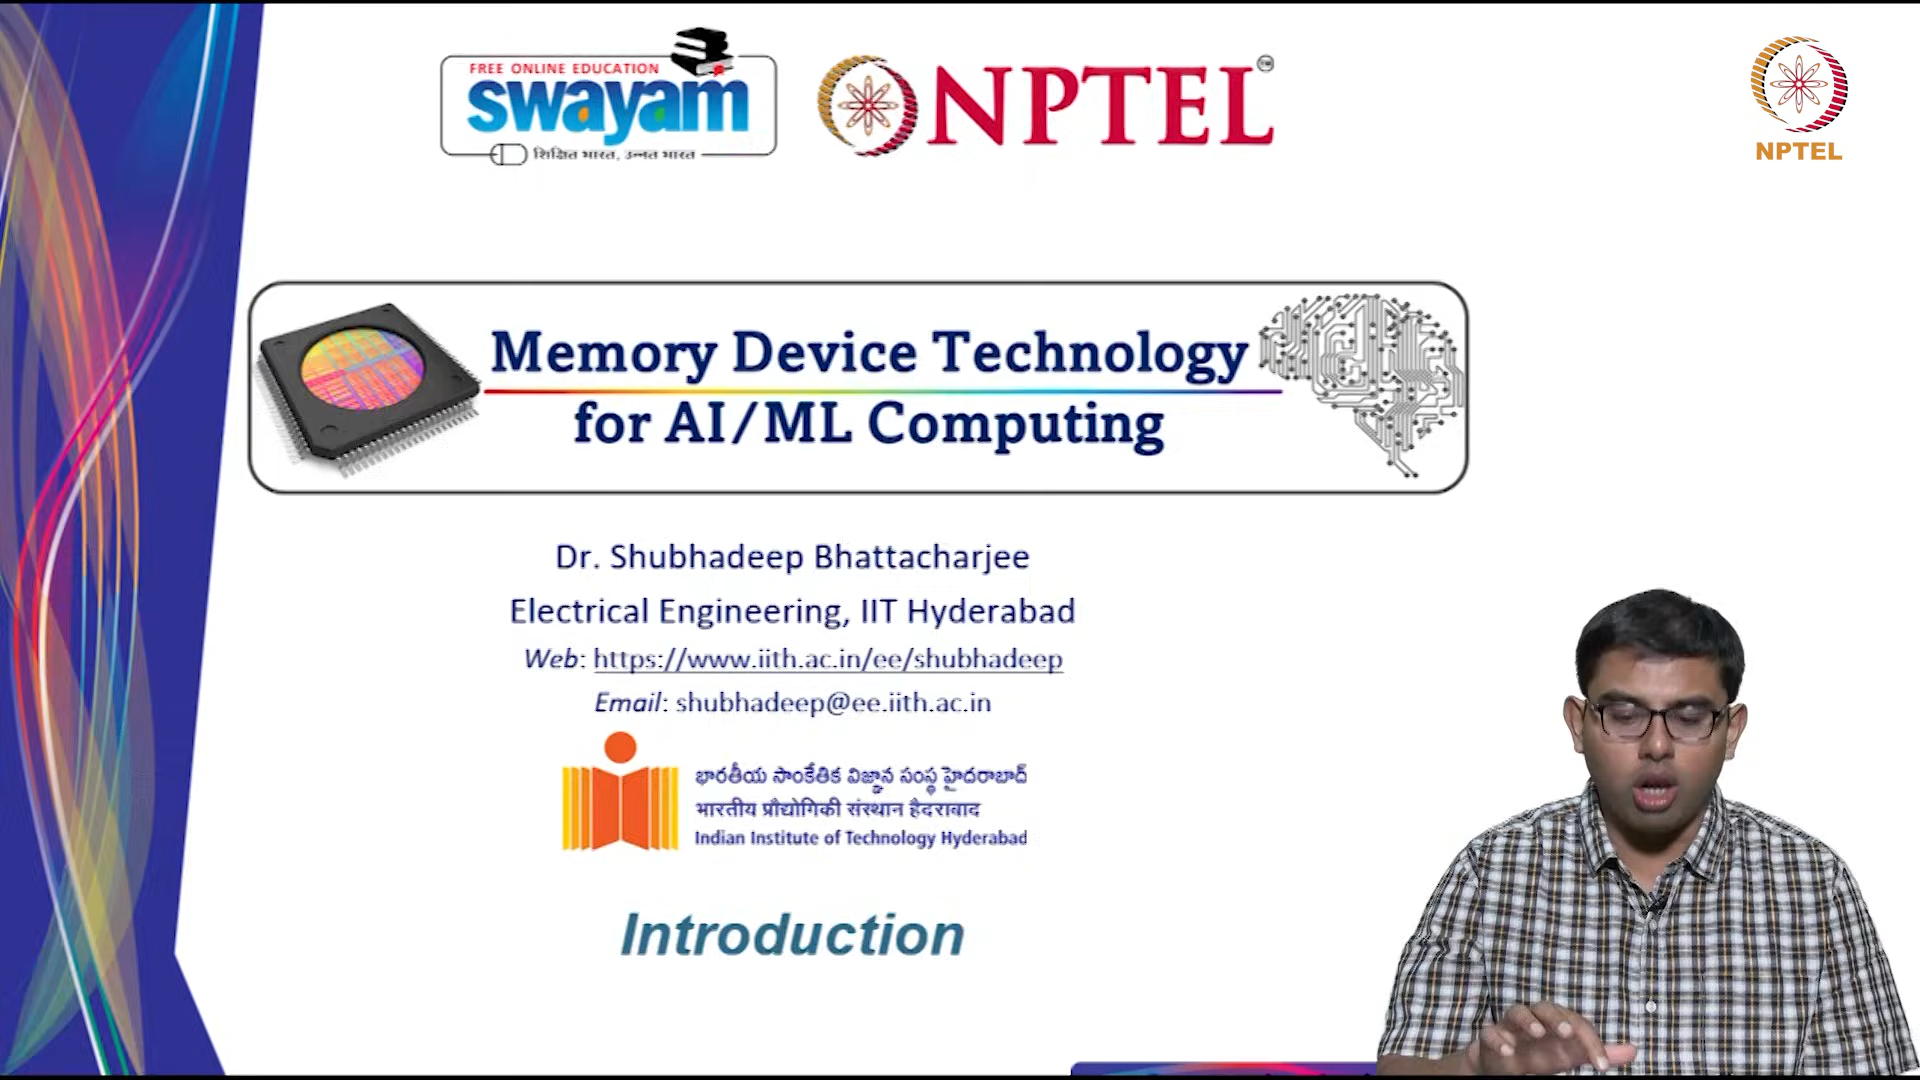 FREE ONLINE EDUCATION
swayam
शिक्षित भारत, उन्नत भारत
NPTEL
TM
NPTEL
Memory Device Technology
for AI/ML Computing
Dr. Shubhadeep Bhattacharjee
Electrical Engineering, IIT Hyderabad
Web: https://www.iith.ac.in/ee/shubhadeep
Email: shubhadeep@ee.iith.ac.in
భారతీయ సాంకేతిక విజ్ఞాన సంస్థ హైదరాబాద్
भारतीय प्रौद्योगिकी संस्थान हैदराबाद
Indian Institute of Technology Hyderabad
Introduction